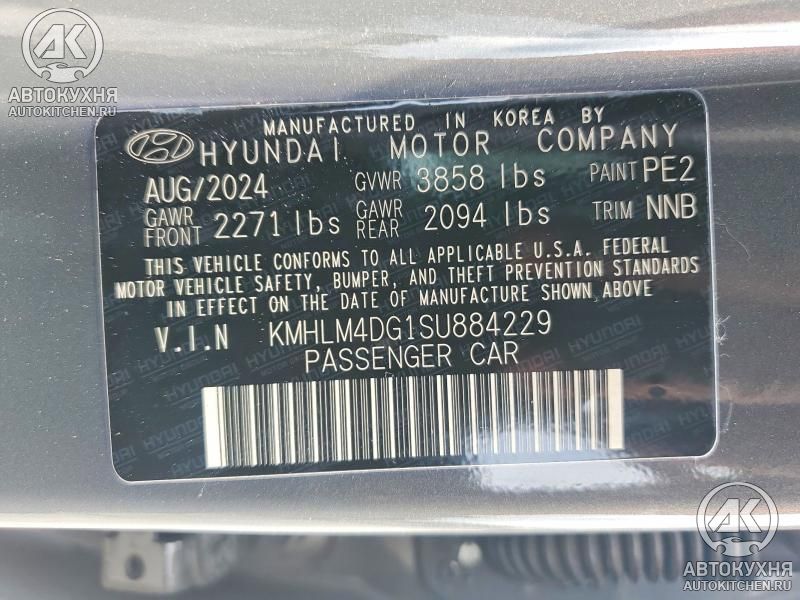 AK
АВТОКУХНЯ
AUTOKITCHEN.RU
MANUFACTURED IN KOREA BY
HYUNDAI MOTOR COMPANY
AUG/2024 GVWR 3858 lbs PAINT PE2
GAWR FRONT 2271 lbs GAWR REAR 2094 lbs TRIM NNB
THIS VEHICLE CONFORMS TO ALL APPLICABLE U.S.A. FEDERAL
MOTOR VEHICLE SAFETY, BUMPER, AND THEFT PREVENTION STANDARDS
IN EFFECT ON THE DATE OF MANUFACTURE SHOWN ABOVE
V.I.N KMHLM4DG1SU884229
PASSENGER CAR
AK
АВТОКУХНЯ
AUTOKITCHEN.RU